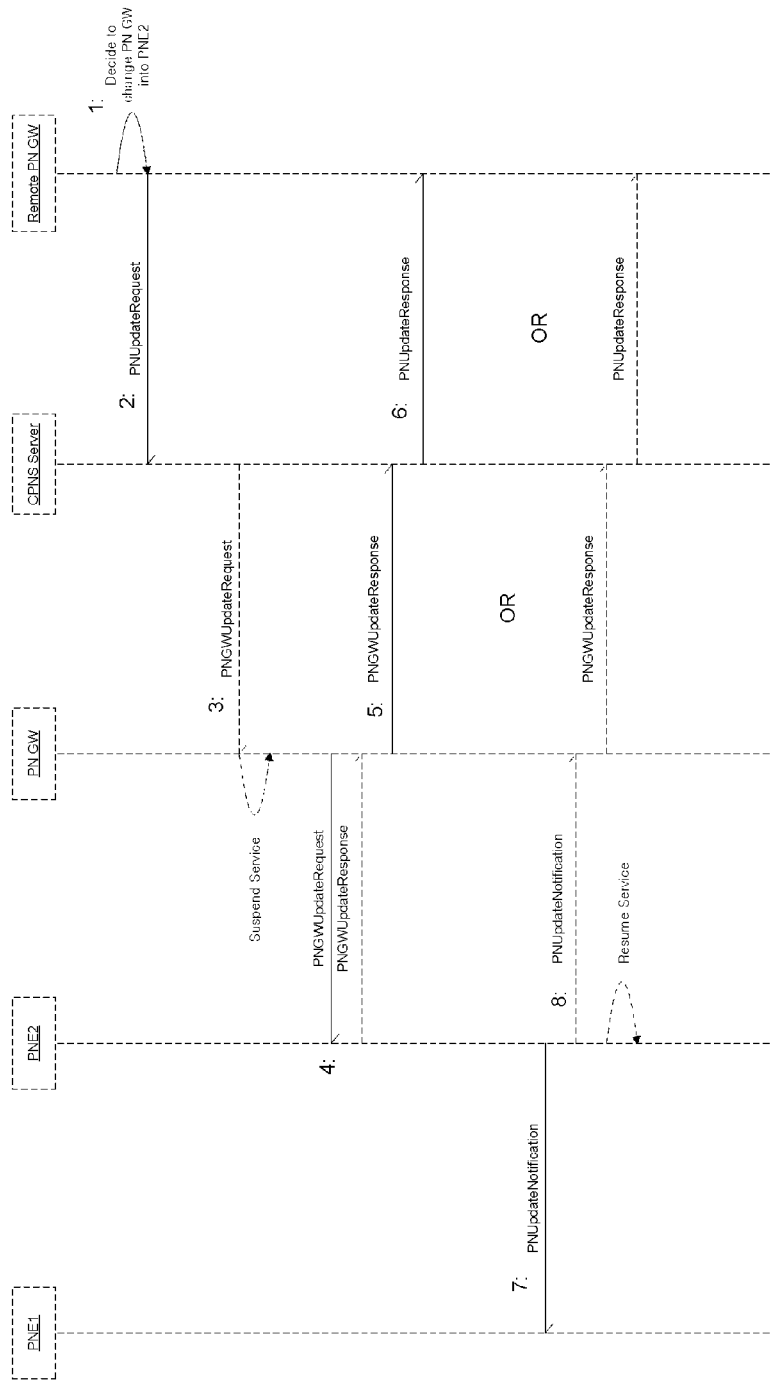 PNE1
PNE2
PN GW
CPNS Server
Remote PN GW
1:
Decide to
change PN GW
into PNE2
2:
PNUpdateRequest
3:
PNGWUpdateRequest
Suspend Service
PNGWUpdateRequest
4:
PNGWUpdateResponse
5:
PNGWUpdateResponse
6:
PNUpdateResponse
OR
OR
7:
PNUpdateNotification
8:
PNUpdateNotification
PNGWUpdateResponse
PNUpdateResponse
Resume Service